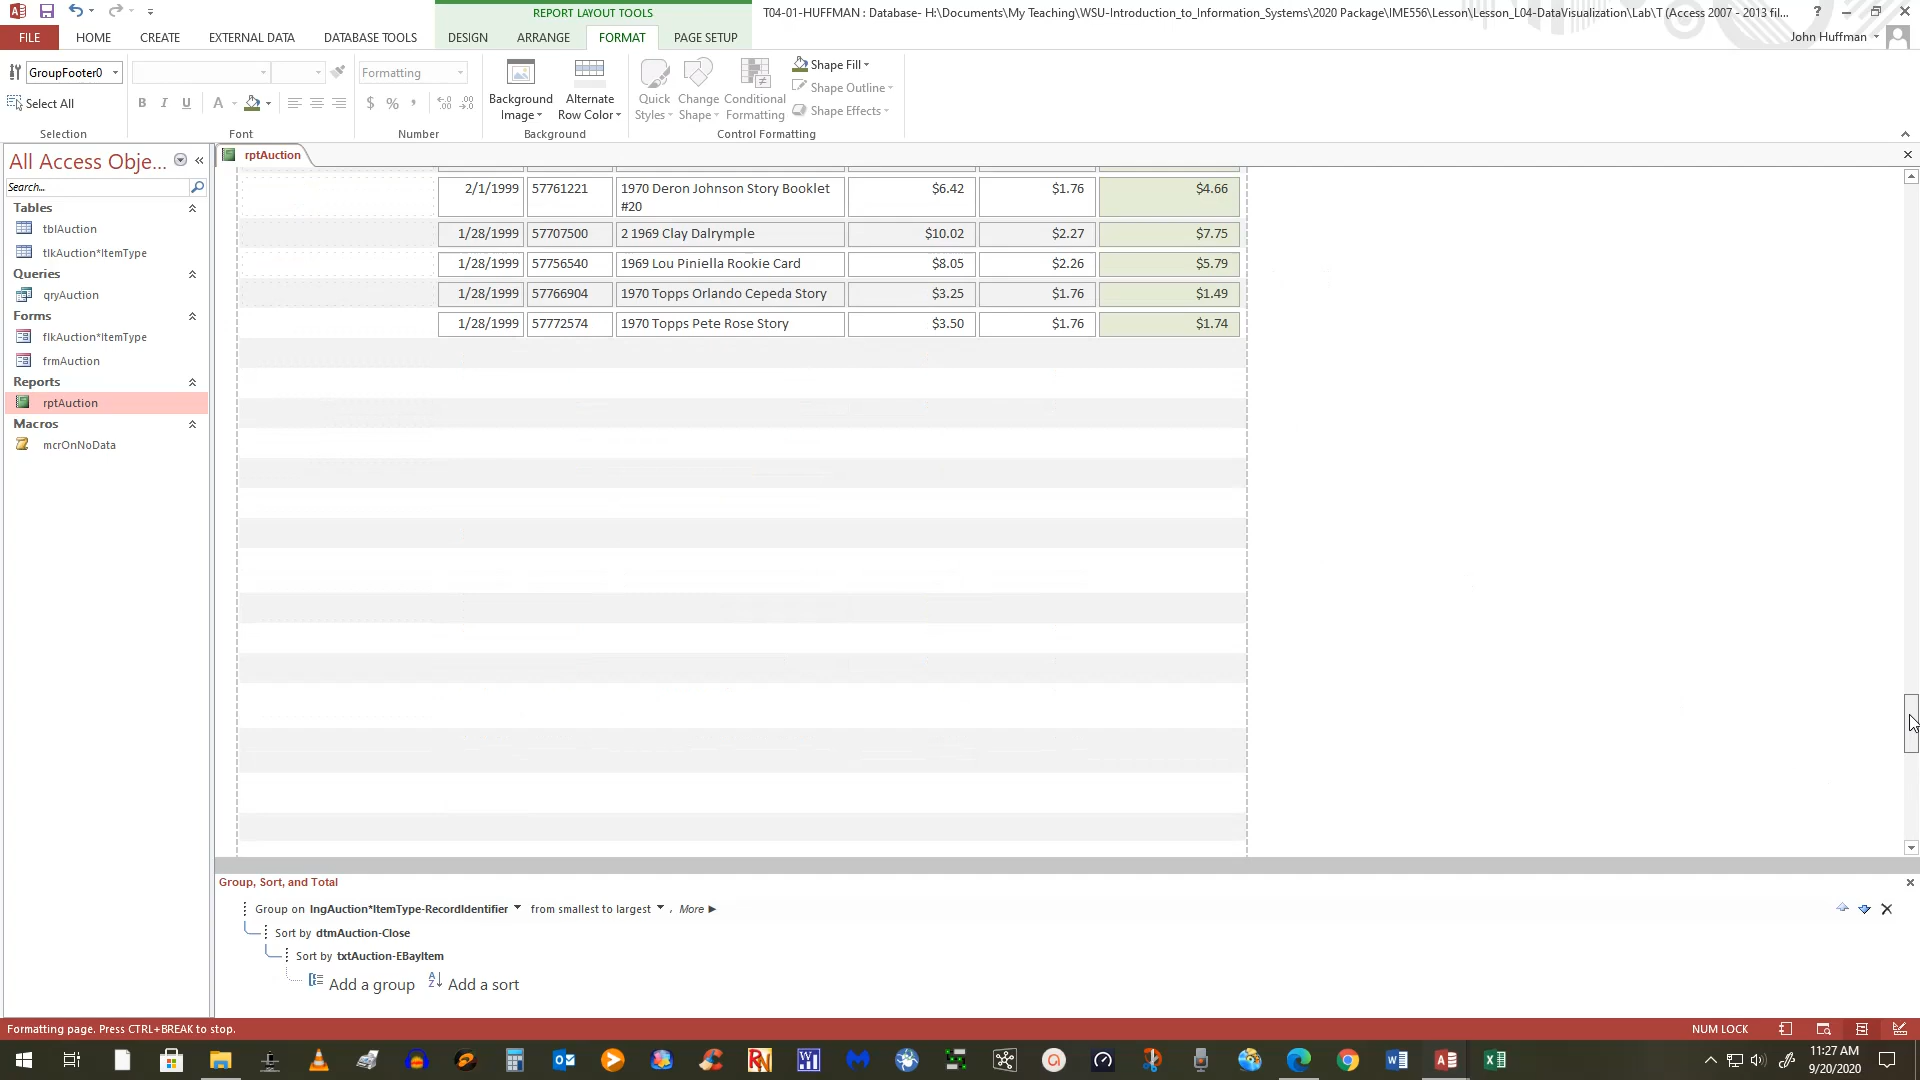 REPORT LAYOUT TOOLS
T04-01-HUFFMAN : Database- H:\Documents\My Teaching\WSU-Introduction_to_Information_Systems\2020 Package\IME556\Lesson\Lesson_L04-DataVisualization\Lab\T (Access 2007 - 2013 fil...
?
FILE HOME CREATE EXTERNAL DATA DATABASE TOOLS DESIGN ARRANGE FORMAT PAGE SETUP
John Huffman
GroupFooter0
Select All
Selection
B I U A
Font
Formatting
$ % ,
Number
Background Image
Alternate Row Color
Background
Quick Styles
Change Shape
Conditional Formatting
Shape Fill
Shape Outline
Shape Effects
Control Formatting
All Access Obje...
Search...
Tables
tblAuction
tlkAuction*ItemType
Queries
qryAuction
Forms
flkAuction*ItemType
frmAuction
Reports
rptAuction
Macros
mcrOnNoData
rptAuction
2/1/1999 57761221 1970 Deron Johnson Story Booklet #20 $6.42 $1.76 $4.66
1/28/1999 57707500 2 1969 Clay Dalrymple $10.02 $2.27 $7.75
1/28/1999 57756540 1969 Lou Piniella Rookie Card $8.05 $2.26 $5.79
1/28/1999 57766904 1970 Topps Orlando Cepeda Story $3.25 $1.76 $1.49
1/28/1999 57772574 1970 Topps Pete Rose Story $3.50 $1.76 $1.74
Group, Sort, and Total
Group on lngAuction*ItemType-RecordIdentifier from smallest to largest , More
Sort by dtmAuction-Close
Sort by txtAuction-EBayItem
Add a group Add a sort
Formatting page. Press CTRL+BREAK to stop.
NUM LOCK
11:27 AM
9/20/2020